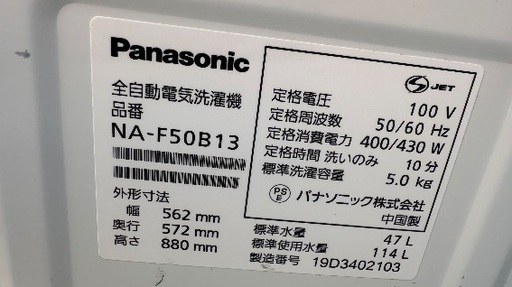 Panasonic
全自動電気洗濯機
品番
NA-F50B13
外形寸法
幅 562 mm
奥行 572 mm
高さ 880 mm
S JET
定格電圧 100 V
定格周波数 50/60 Hz
定格消費電力 400/430 W
定格時間 洗いのみ 10 分
標準洗濯容量 5.0 kg
PS E パナソニック株式会社
中国製
標準水量 47 L
標準使用水量 114 L
製造番号 19D3402103